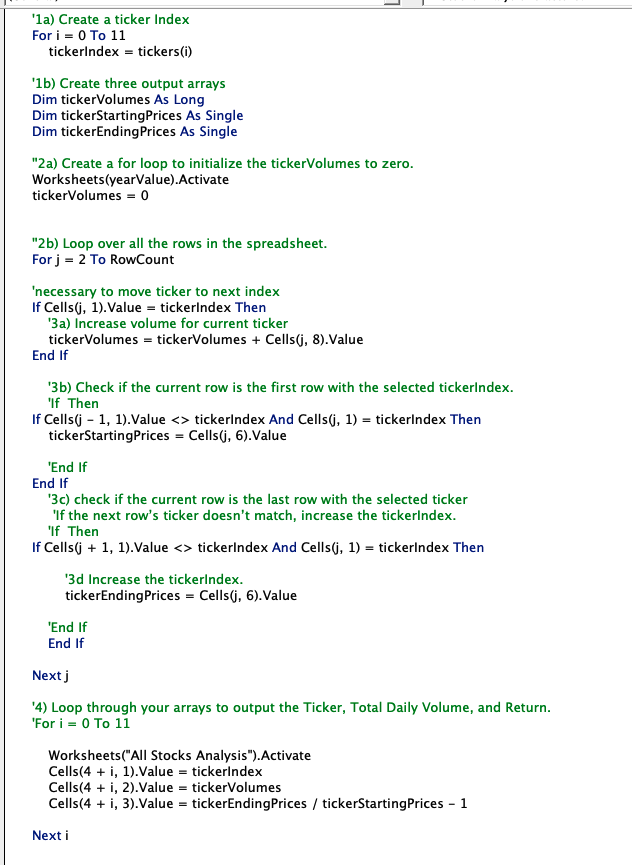 '1a) Create a ticker Index
For i = 0 To 11
tickerIndex = tickers(i)
'1b) Create three output arrays
Dim tickerVolumes As Long
Dim tickerStartingPrices As Single
Dim tickerEndingPrices As Single
''2a) Create a for loop to initialize the tickerVolumes to zero.
Worksheets(yearValue).Activate
tickerVolumes = 0
''2b) Loop over all the rows in the spreadsheet.
For j = 2 To RowCount
'necessary to move ticker to next index
If Cells(j, 1).Value = tickerIndex Then
'3a) Increase volume for current ticker
tickerVolumes = tickerVolumes + Cells(j, 8).Value
End If
'3b) Check if the current row is the first row with the selected tickerIndex.
'If  Then
If Cells(j - 1, 1).Value <> tickerIndex And Cells(j, 1) = tickerIndex Then
tickerStartingPrices = Cells(j, 6).Value
'End If
End If
'3c) check if the current row is the last row with the selected ticker
'If the next row's ticker doesn't match, increase the tickerIndex.
'If  Then
If Cells(j + 1, 1).Value <> tickerIndex And Cells(j, 1) = tickerIndex Then
'3d Increase the tickerIndex.
tickerEndingPrices = Cells(j, 6).Value
'End If
End If
Next j
'4) Loop through your arrays to output the Ticker, Total Daily Volume, and Return.
'For i = 0 To 11
Worksheets("All Stocks Analysis").Activate
Cells(4 + i, 1).Value = tickerIndex
Cells(4 + i, 2).Value = tickerVolumes
Cells(4 + i, 3).Value = tickerEndingPrices / tickerStartingPrices - 1
Next i